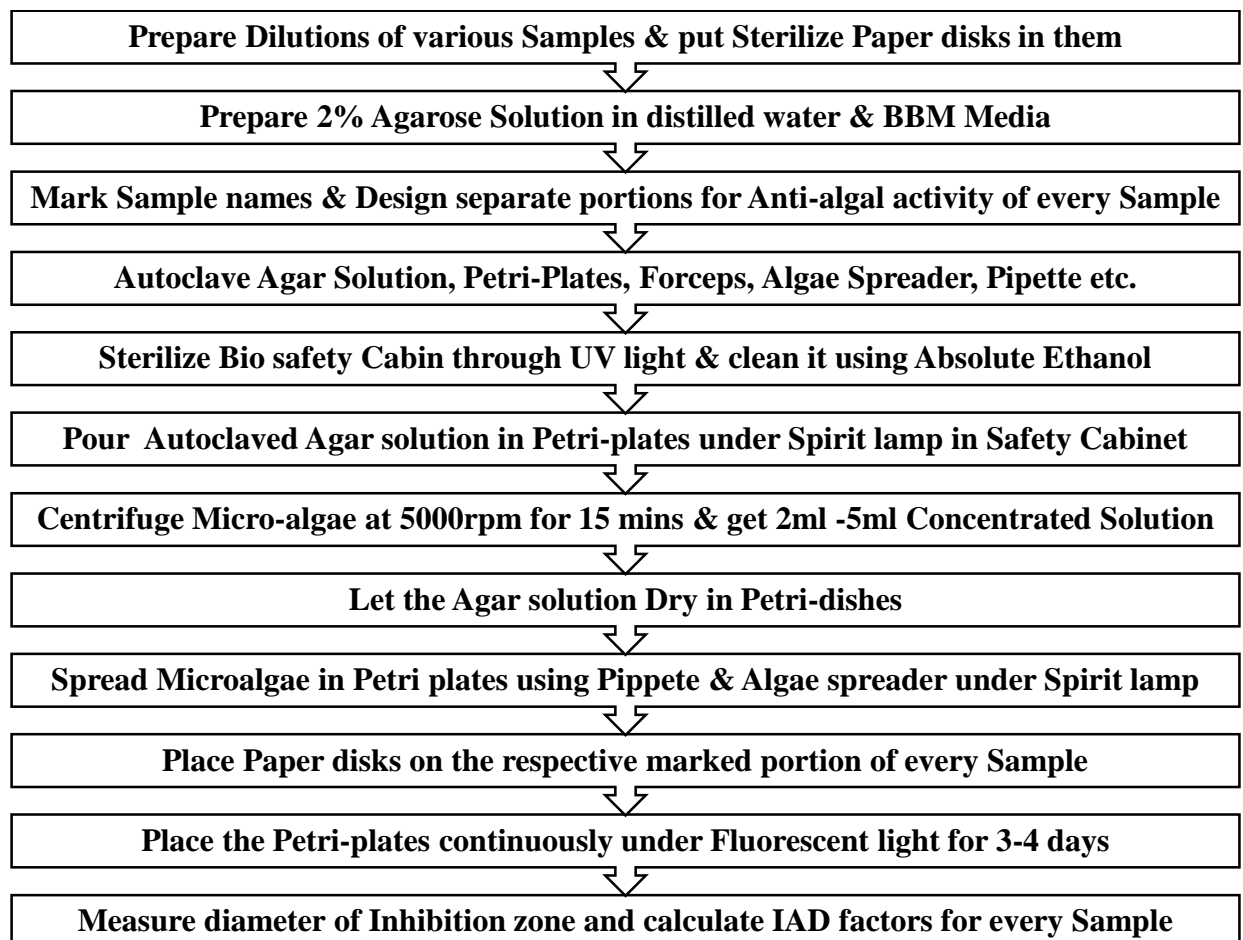 Prepare Dilutions of various Samples & put Sterilize Paper disks in them
Prepare 2% Agarose Solution in distilled water & BBM Media
Mark Sample names & Design separate portions for Anti-algal activity of every Sample
Autoclave Agar Solution, Petri-Plates, Forceps, Algae Spreader, Pipette etc.
Sterilize Bio safety Cabin through UV light & clean it using Absolute Ethanol
Pour Autoclaved Agar solution in Petri-plates under Spirit lamp in Safety Cabinet
Centrifuge Micro-algae at 5000rpm for 15 mins & get 2ml -5ml Concentrated Solution
Let the Agar solution Dry in Petri-dishes
Spread Microalgae in Petri plates using Pippete & Algae spreader under Spirit lamp
Place Paper disks on the respective marked portion of every Sample
Place the Petri-plates continuously under Fluorescent light for 3-4 days
Measure diameter of Inhibition zone and calculate IAD factors for every Sample